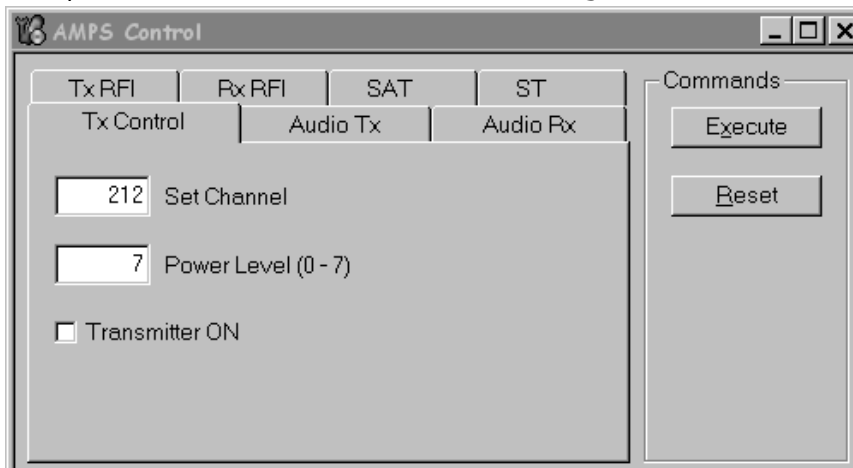 AMPS Control
Tx RFI Rx RFI SAT ST
Tx Control Audio Tx Audio Rx
212 Set Channel
7 Power Level (0 - 7)
Transmitter ON
Commands
Execute
Reset